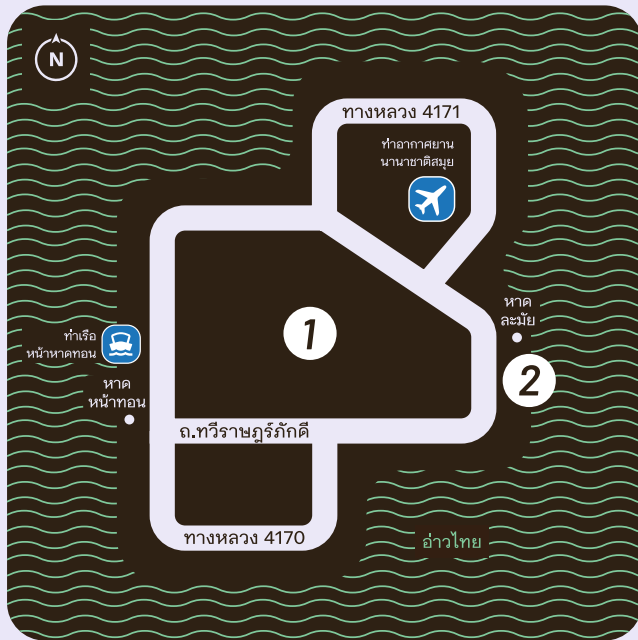 N
ทางหลวง 4171
ท่าอากาศยาน
นานาชาติสมุย
1
หาด
ละมัย
ท่าเรือ
หน้าหาดทอน
2
หาด
หน้าทอน
ถ.ทวีราษฎร์ภักดี
ทางหลวง 4170
อ่าวไทย